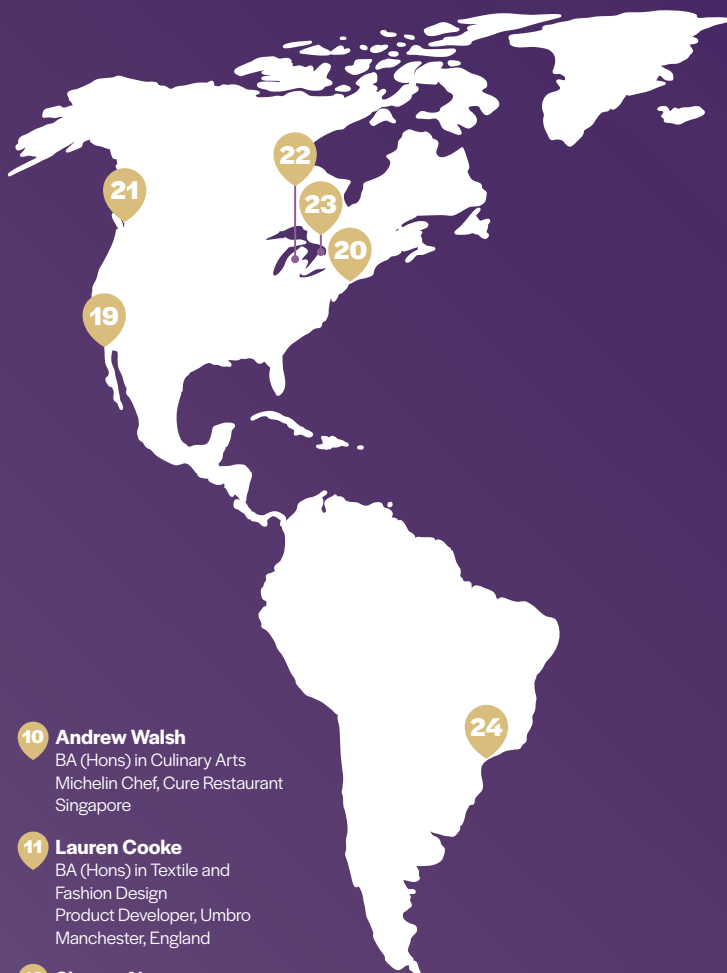 22
21
23
20
19
24
10 Andrew Walsh
BA (Hons) in Culinary Arts
Michelin Chef, Cure Restaurant
Singapore
11 Lauren Cooke
BA (Hons) in Textile and
Fashion Design
Product Developer, Umbro
Manchester, England